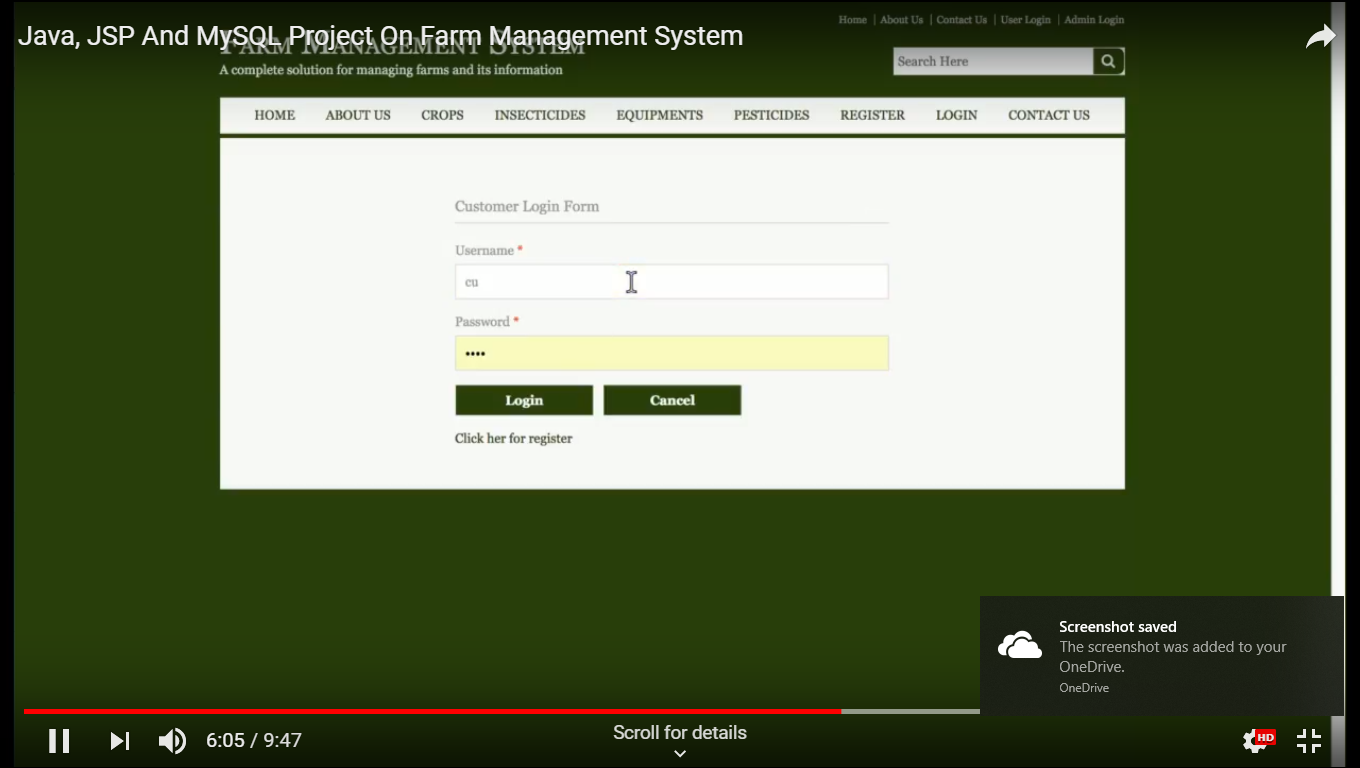 Home | About Us | Contact Us | User Login | Admin Login
Java, JSP And MySQL Project On Farm Management System
FARM MANAGEMENT SYSTEM
A complete solution for managing farms and its information
Search Here
HOME ABOUT US CROPS INSECTICIDES EQUIPMENTS PESTICIDES REGISTER LOGIN CONTACT US
Customer Login Form
Username *
cu
Password *
••••
Login Cancel
Click her for register
Screenshot saved
The screenshot was added to your
OneDrive.
OneDrive
Scroll for details
6:05 / 9:47
HD